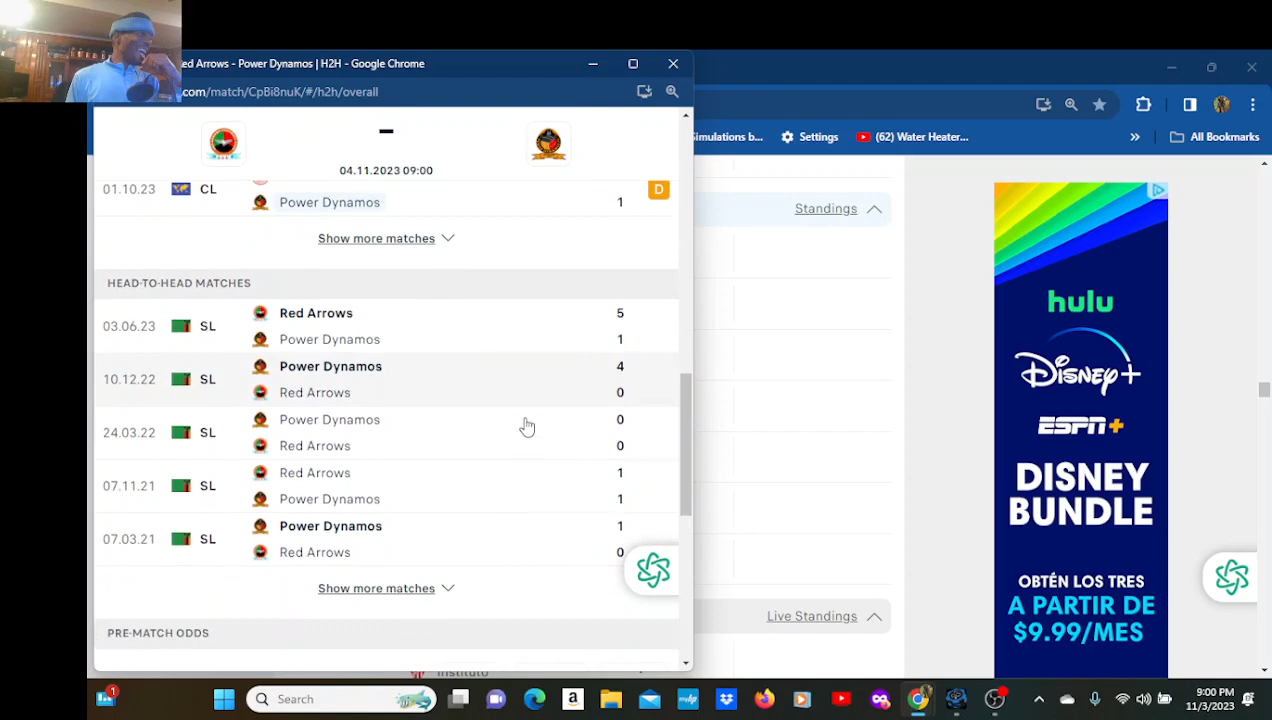 ed Arrows - Power Dynamos | H2H - Google Chrome
com/match/CpBi8nuK/#/h2h/overall
imulations b...
Settings
(62) Water Heater...
All Bookmarks
-
04.11.2023 09:00
01.10.23 CL
Power Dynamos 1
D
Show more matches
HEAD-TO-HEAD MATCHES
03.06.23 SL
Red Arrows 5
Power Dynamos 1
10.12.22 SL
Power Dynamos 4
Red Arrows 0
24.03.22 SL
Power Dynamos 0
Red Arrows 0
07.11.21 SL
Red Arrows 1
Power Dynamos 1
07.03.21 SL
Power Dynamos 1
Red Arrows 0
Show more matches
PRE-MATCH ODDS
Standings
Live Standings
Instituto
hulu
Disney+
ESPN+
DISNEY
BUNDLE
OBTÉN LOS TRES
A PARTIR DE
$9.99/MES
1
Search
9:00 PM
11/3/2023